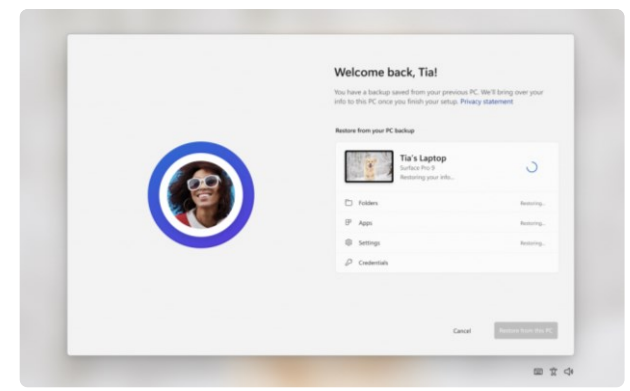 Welcome back, Tia!
You have a backup saved from your previous PC. We'll bring over your
info to this PC once you finish your setup. Privacy statement
Restore from your PC backup
Tia's Laptop
Surface Pro 9
Restoring your info...
Folders Restoring...
Apps Restoring...
Settings Restoring...
Credentials
Cancel Restore from this PC